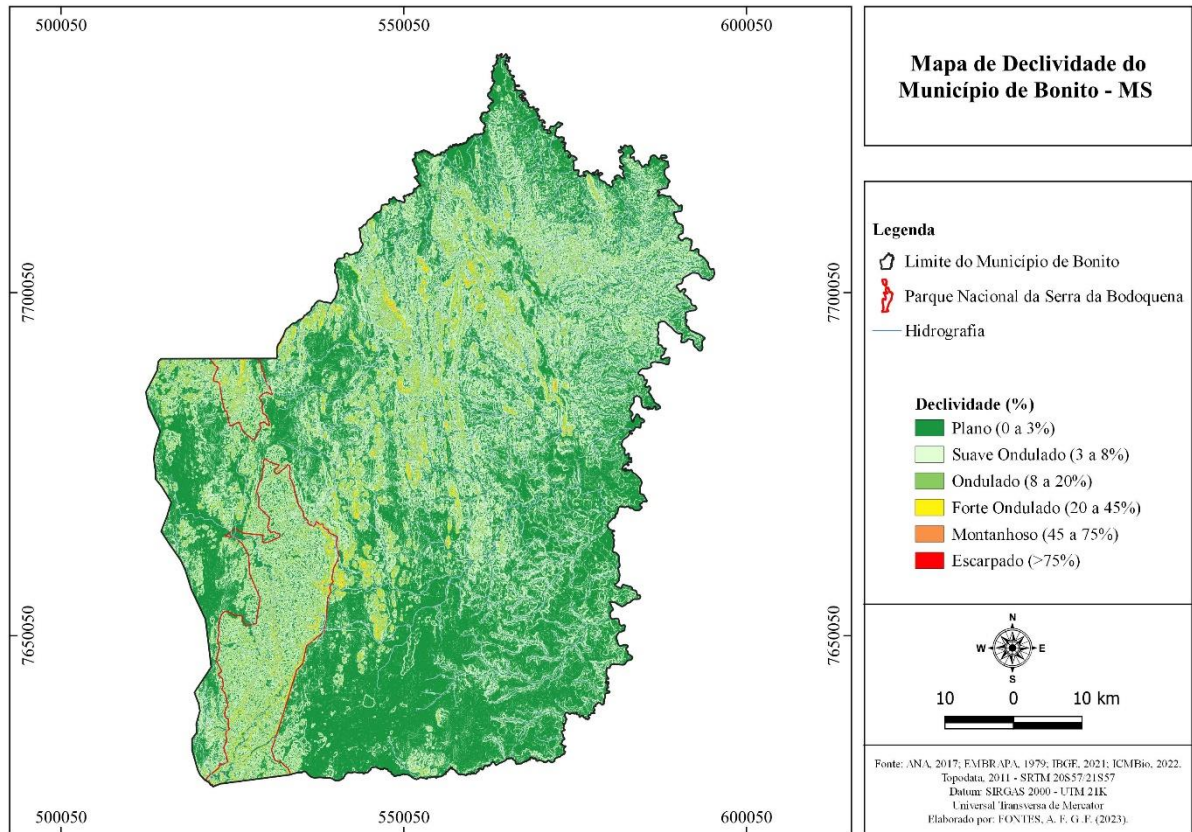 500050
550050
600050
Mapa de Declividade do
Município de Bonito - MS
Legenda
Limite do Município de Bonito
7700050
7700050
Parque Nacional da Serra da Bodoquena
Hidrografia
Declividade (%)
Plano (0 a 3%)
Suave Ondulado (3 a 8%)
Ondulado (8 a 20%)
Forte Ondulado (20 a 45%)
Montanhoso (45 a 75%)
Escarpado (>75%)
7650050
7650050
N
W
E
S
10 0 10 km
Fonte: ANA, 2017; EMBRAPA, 1979; IBGE, 2021; ICMBio, 2022.
Topodata, 2011 - SRTM 20S57/21S57
Datum: SIRGAS 2000 - UTM 21K
Universal Transversa de Mercator
Elaborado por: FONTES, A. F. G .F. (2023).
500050
550050
600050